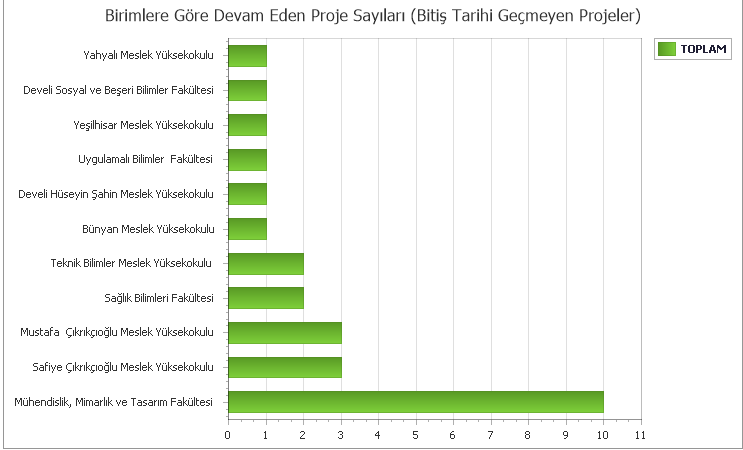 Birimlere Göre Devam Eden Proje Sayıları (Bitiş Tarihi Geçmeyen Projeler)
TOPLAM
Yahyalı Meslek Yüksekokulu
Develi Sosyal ve Beşeri Bilimler Fakültesi
Yeşilhisar Meslek Yüksekokulu
Uygulamalı Bilimler  Fakültesi
Develi Hüseyin Şahin Meslek Yüksekokulu
Bünyan Meslek Yüksekokulu
Teknik Bilimler Meslek Yüksekokulu
Sağlık Bilimleri Fakültesi
Mustafa  Çıkrıkçıoğlu Meslek Yüksekokulu
Safiye Çıkrıkçıoğlu Meslek Yüksekokulu
Mühendislik, Mimarlık ve Tasarım Fakültesi
0 1 2 3 4 5 6 7 8 9 10 11